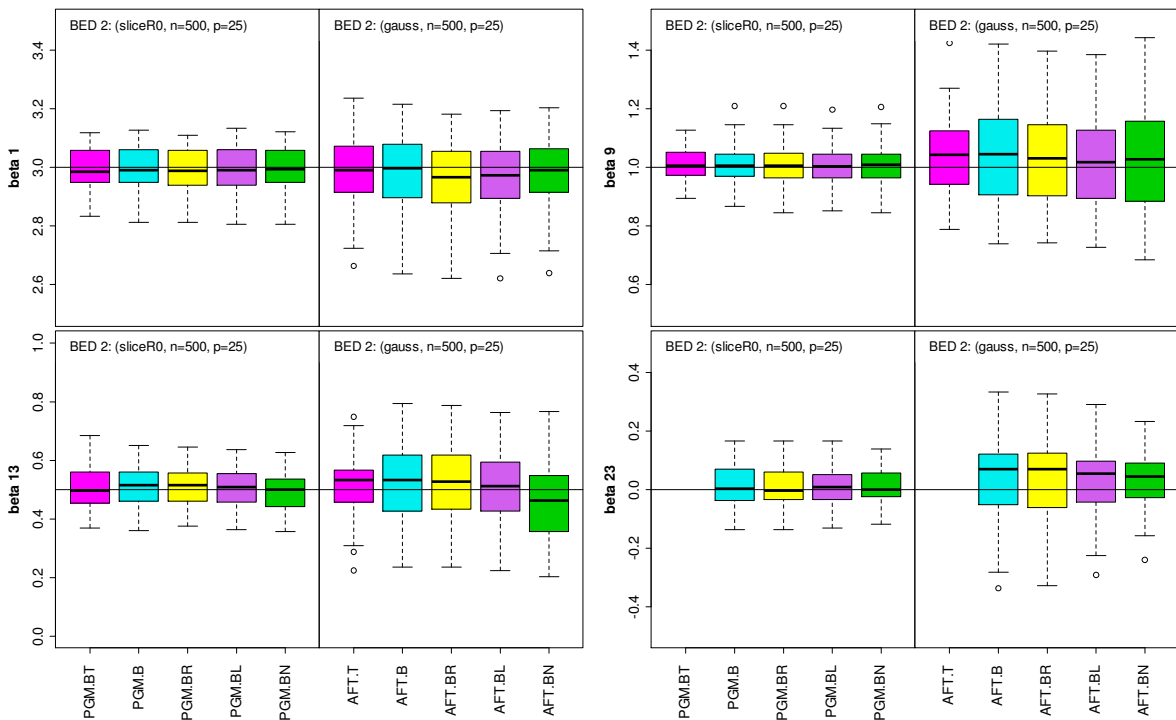 BED 2: (sliceR0, n=500, p=25)
BED 2: (gauss, n=500, p=25)
beta 1
3.4
3.2
3.0
2.8
2.6
BED 2: (sliceR0, n=500, p=25)
BED 2: (gauss, n=500, p=25)
beta 9
1.4
1.2
1.0
0.8
0.6
BED 2: (sliceR0, n=500, p=25)
BED 2: (gauss, n=500, p=25)
beta 13
1.0
0.8
0.6
0.4
0.2
0.0
PGM.BT
PGM.B
PGM.BR
PGM.BL
PGM.BN
AFT.T
AFT.B
AFT.BR
AFT.BL
AFT.BN
BED 2: (sliceR0, n=500, p=25)
BED 2: (gauss, n=500, p=25)
beta 23
0.4
0.2
0.0
-0.2
-0.4
PGM.BT
PGM.B
PGM.BR
PGM.BL
PGM.BN
AFT.T
AFT.B
AFT.BR
AFT.BL
AFT.BN